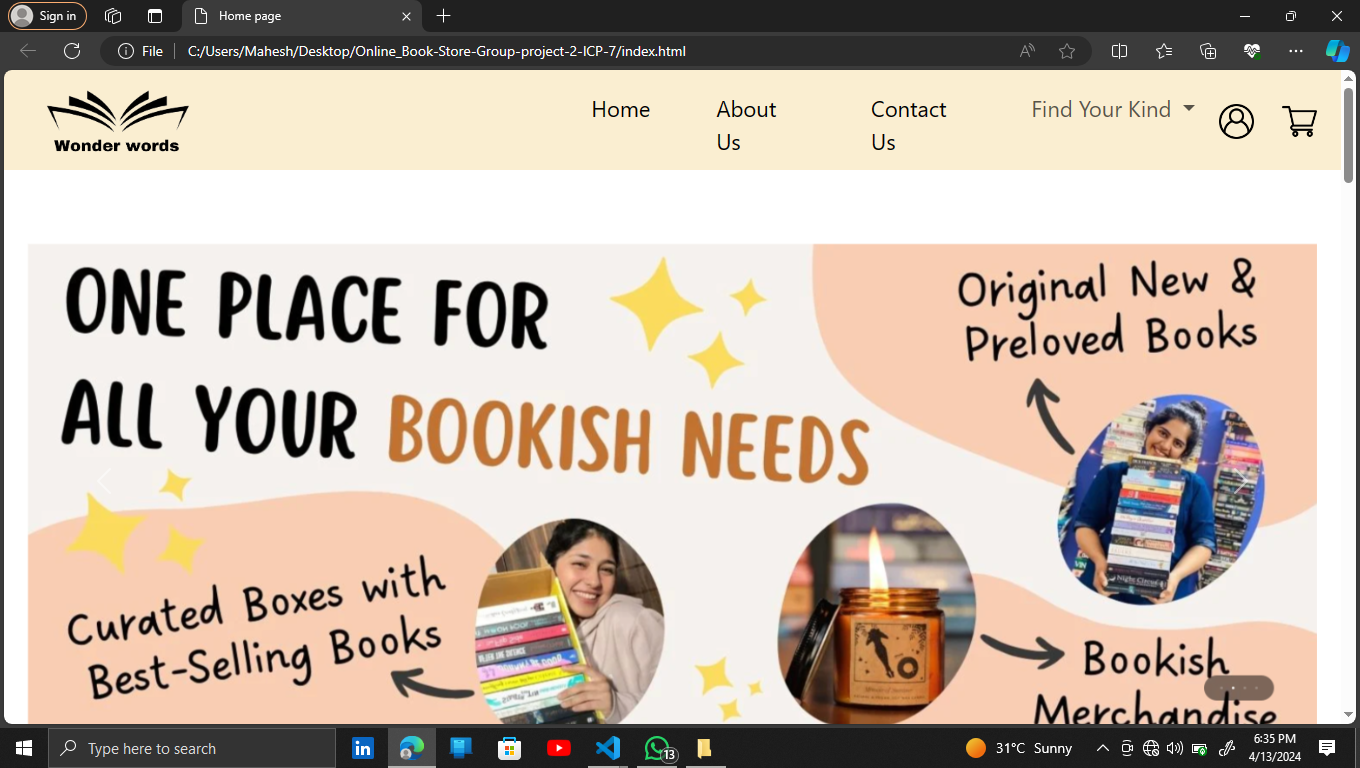 Sign in
Home page
File
C:/Users/Mahesh/Desktop/Online_Book-Store-Group-project-2-ICP-7/index.html
Wonder words
Home
About
Us
Contact
Us
Find Your Kind
ONE PLACE FOR
ALL YOUR BOOKISH NEEDS
Original New &
Preloved Books
Curated Boxes with
Best-Selling Books
Bookish
Merchandise
Type here to search
in
13
31°C Sunny
6:35 PM
4/13/2024